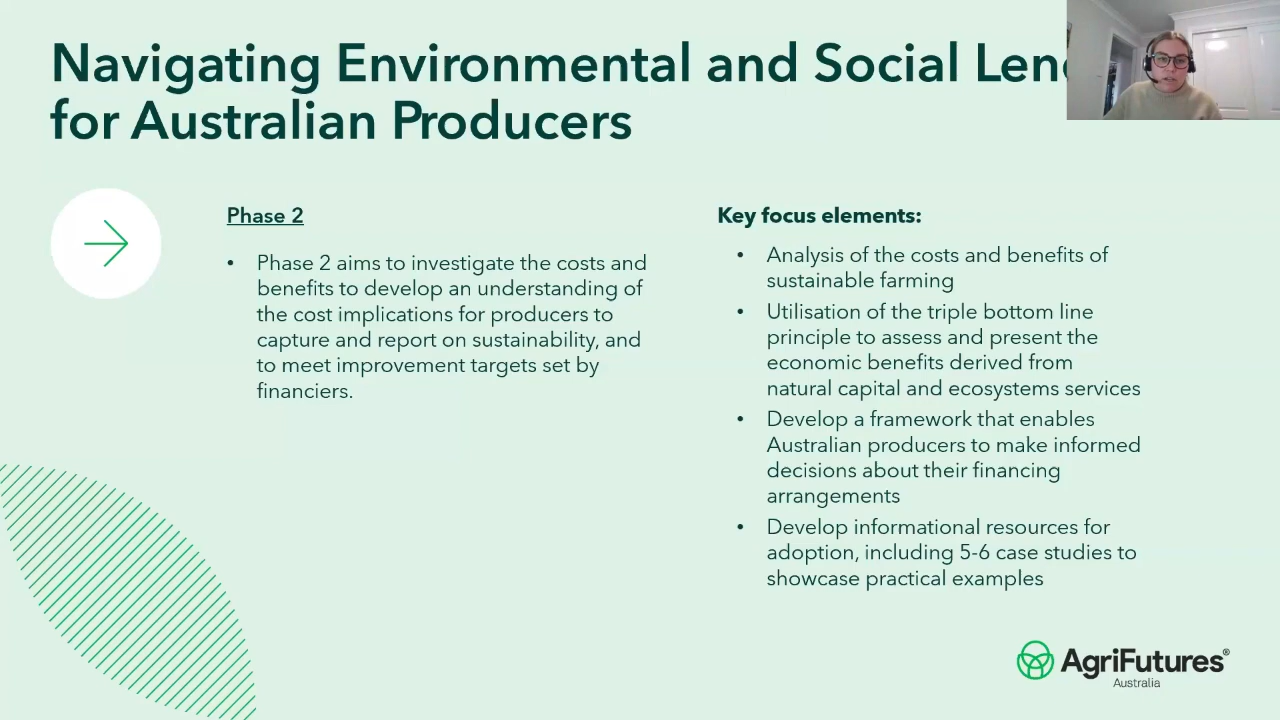 Navigating Environmental and Social
for Australian Producers
Phase 2
• Phase 2 aims to investigate the costs and
benefits to develop an understanding of
the cost implications for producers to
capture and report on sustainability, and
to meet improvement targets set by
financiers.
Key focus elements:
• Analysis of the costs and benefits of
sustainable farming
• Utilisation of the triple bottom line
principle to assess and present the
economic benefits derived from
natural capital and ecosystems services
• Develop a framework that enables
Australian producers to make informed
decisions about their financing
arrangements
• Develop informational resources for
adoption, including 5-6 case studies to
showcase practical examples
AgriFutures®
Australia